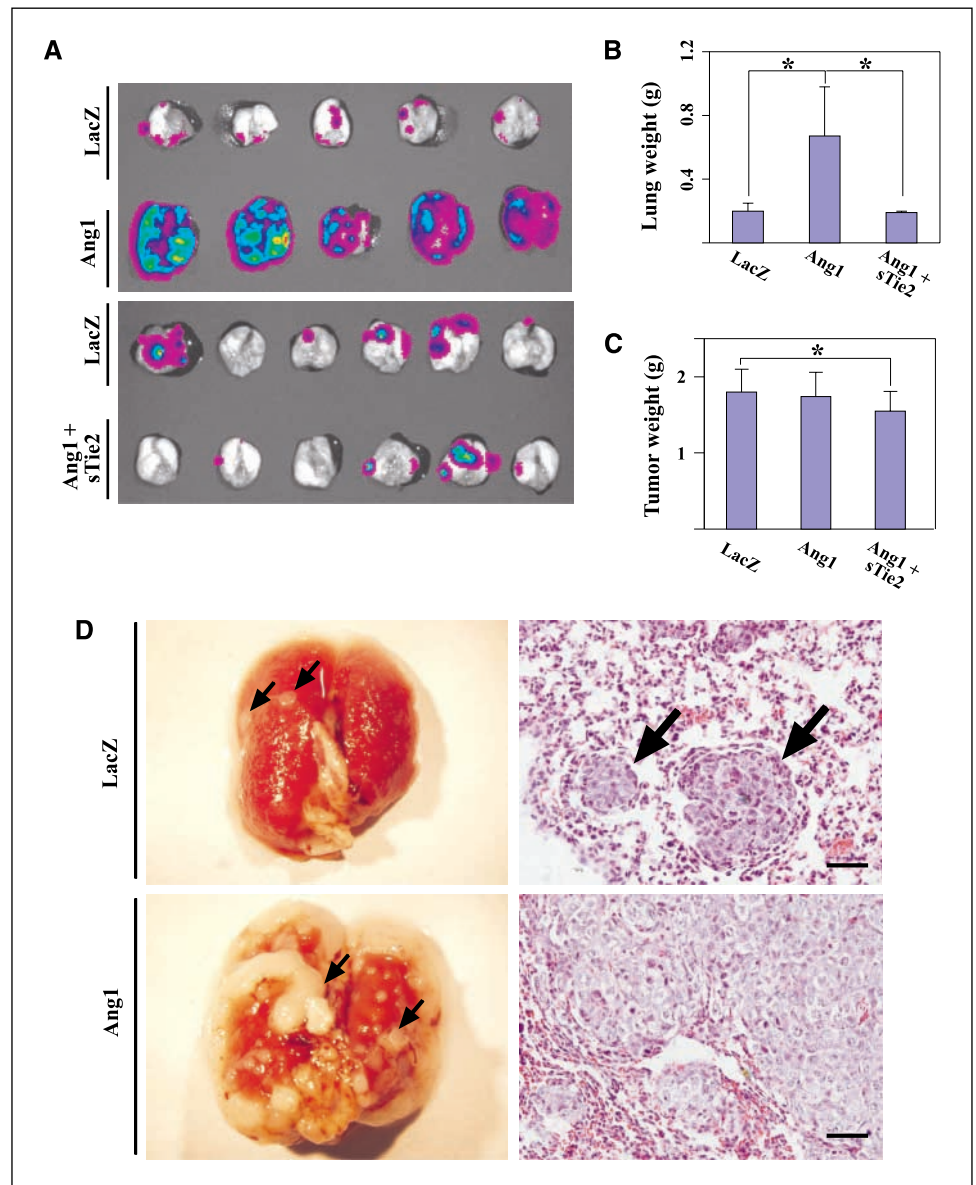 A
LacZ
Ang1
LacZ
Ang1 +
sTie2
B
Lung weight (g)
1.2
0.8
0.4
*
*
LacZ
Ang1
Ang1 +
sTie2
C
Tumor weight (g)
2
1
*
LacZ
Ang1
Ang1 +
sTie2
D
LacZ
Ang1